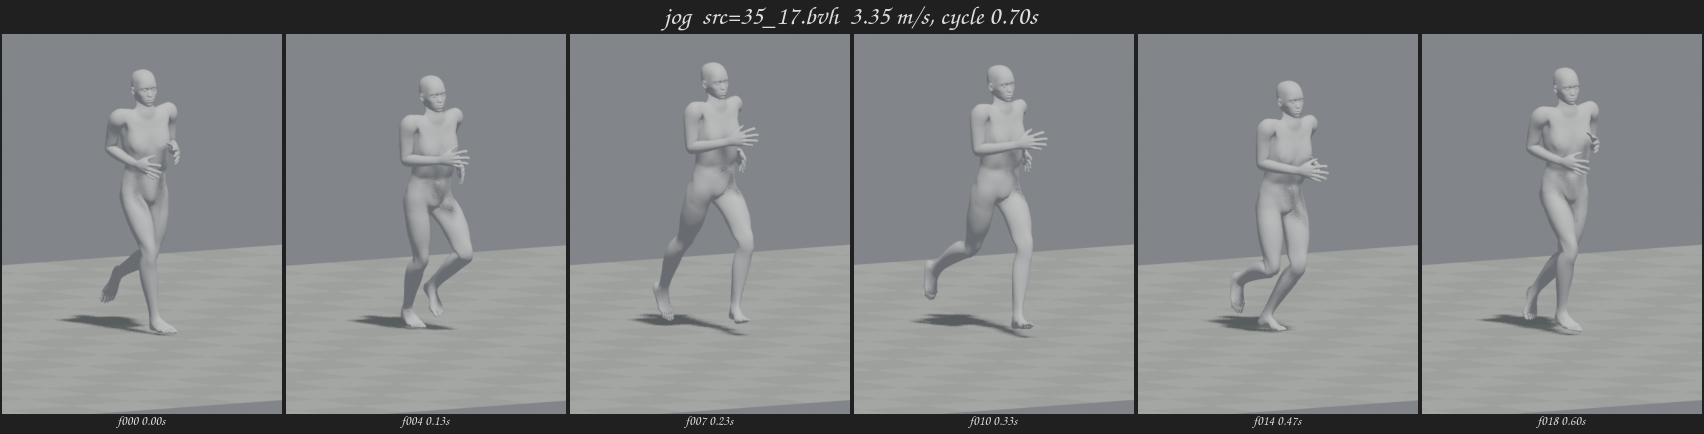 jog src=35_17.bvh 3.35 m/s, cycle 0.70s
f000 0.00s
f004 0.13s
f007 0.23s
f010 0.33s
f014 0.47s
f018 0.60s